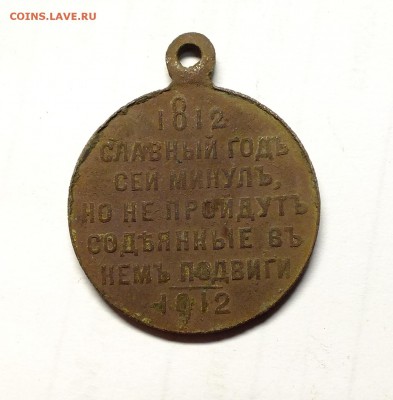 COINS.LAVE.RU
1812
СЛАВНЫЙ ГОДЪ
СЕЙ МИНУЛЪ,
НО НЕ ПРОЙДУТЪ
СОДѢЯННЫЕ ВЪ
НЕМЪ ПОДВИГИ
1912